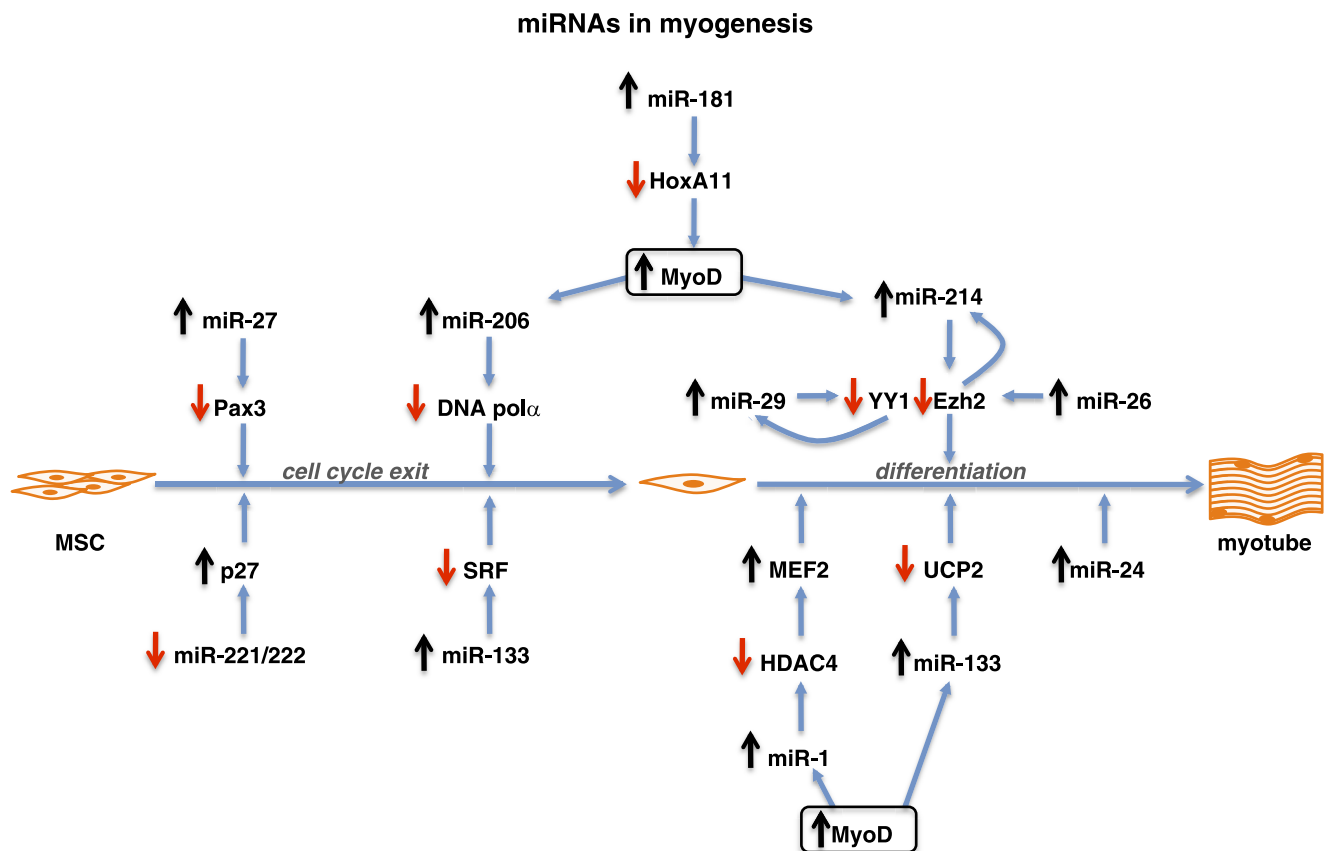 miRNAs in myogenesis
miR-181
HoxA11
MyoD
miR-27
miR-206
miR-214
Pax3
DNA polα
miR-29
YY1
Ezh2
miR-26
cell cycle exit
differentiation
MSC
myotube
p27
SRF
MEF2
UCP2
miR-24
miR-221/222
miR-133
HDAC4
miR-133
miR-1
MyoD